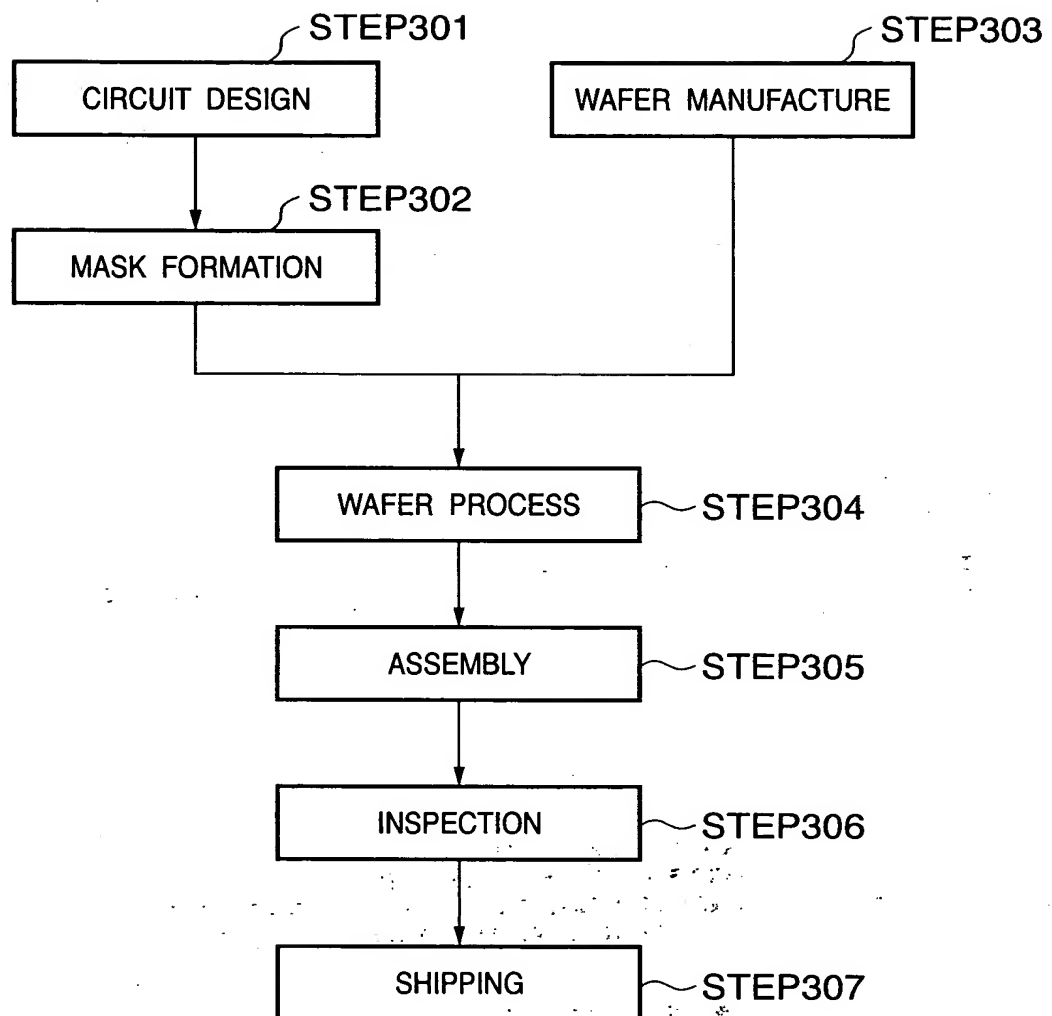 STEP301
CIRCUIT DESIGN
STEP303
WAFER MANUFACTURE
STEP302
MASK FORMATION
WAFER PROCESS
STEP304
ASSEMBLY
STEP305
INSPECTION
STEP306
SHIPPING
STEP307